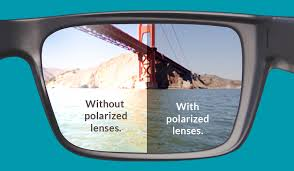 Without
polarized
lenses.
With
polarized
lenses.